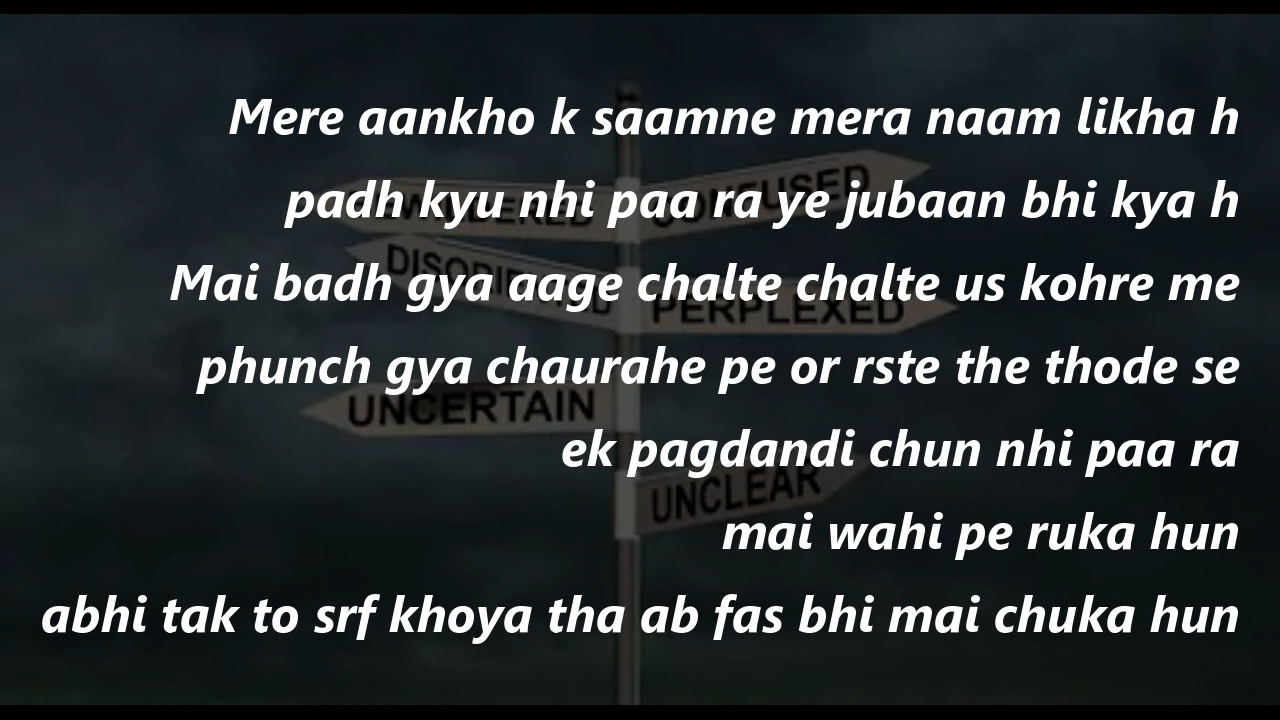 Mere aankho k saamne mera naam likha h
padh kyu nhi paa ra ye jubaan bhi kya h
Mai badh gya aage chalte chalte us kohre me
phunch gya chaurahe pe or rste the thode se
ek pagdandi chun nhi paa ra
mai wahi pe ruka hun
abhi tak to srf khoya tha ab fas bhi mai chuka hun
CONFUSED
PERPLEXED
UNCERTAIN
UNCLEAR